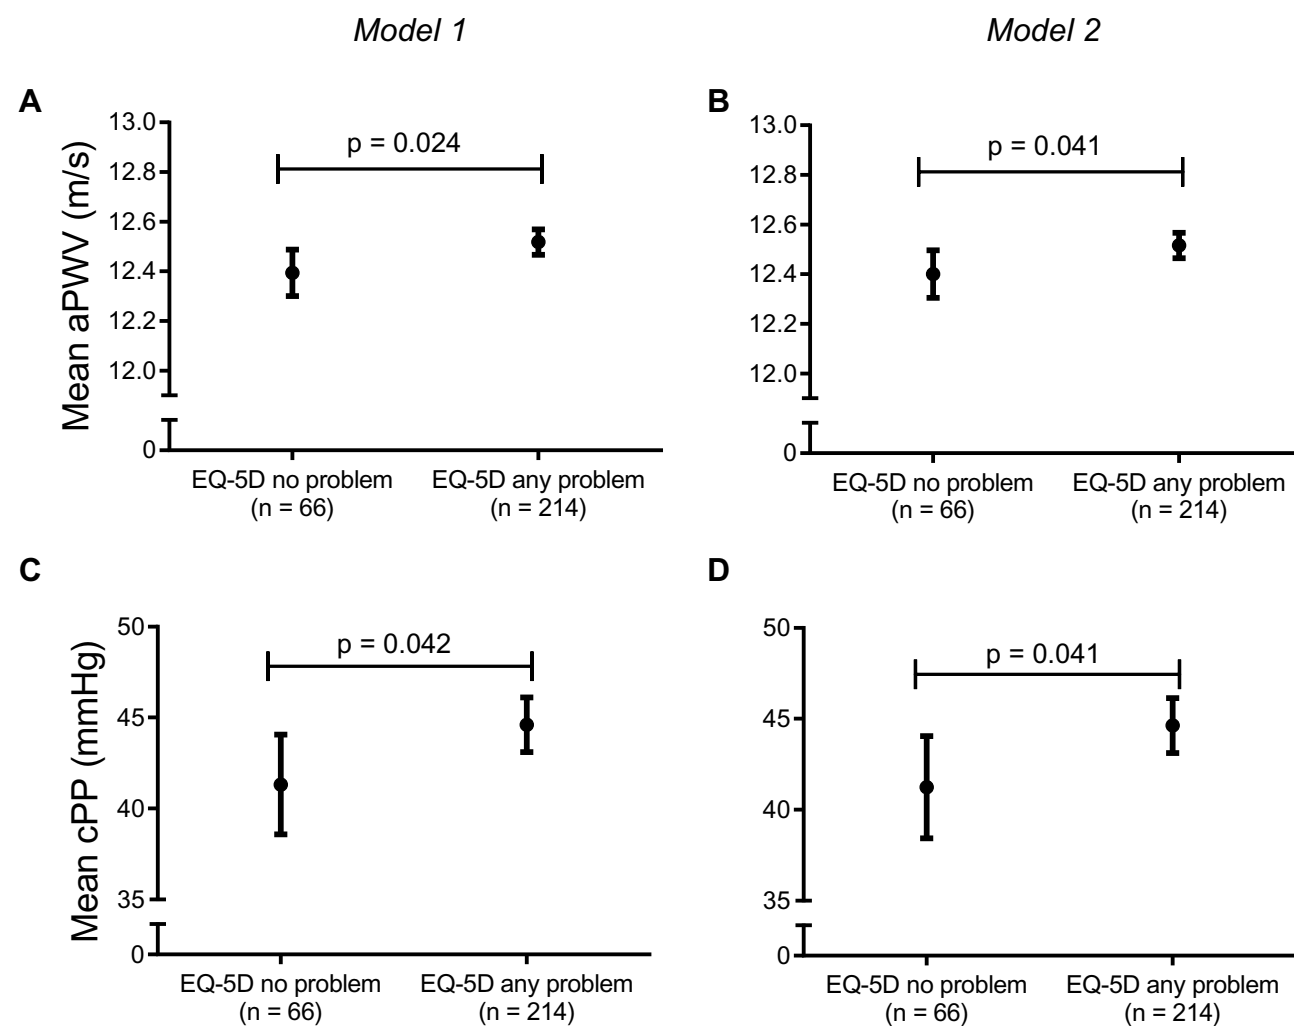 Model 1
Model 2
A
Mean aPWV (m/s)
13.0
12.8
12.6
12.4
12.2
12.0
0
p = 0.024
EQ-5D no problem
(n = 66)
EQ-5D any problem
(n = 214)
B
13.0
12.8
12.6
12.4
12.2
12.0
0
p = 0.041
EQ-5D no problem
(n = 66)
EQ-5D any problem
(n = 214)
C
Mean cPP (mmHg)
50
45
40
35
0
p = 0.042
EQ-5D no problem
(n = 66)
EQ-5D any problem
(n = 214)
D
50
45
40
35
0
p = 0.041
EQ-5D no problem
(n = 66)
EQ-5D any problem
(n = 214)